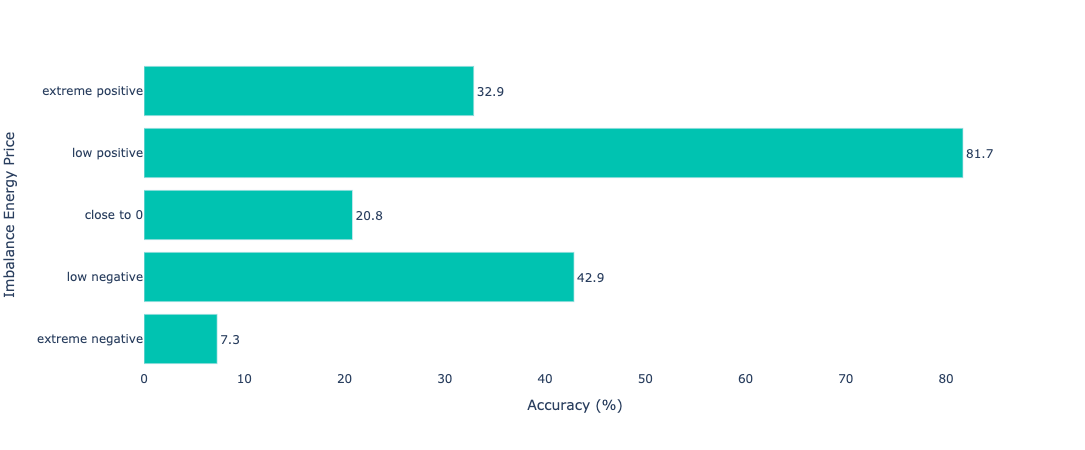 Imbalance Energy Price
extreme positive
32.9
low positive
81.7
close to 0
20.8
low negative
42.9
extreme negative
7.3
0 10 20 30 40 50 60 70 80
Accuracy (%)